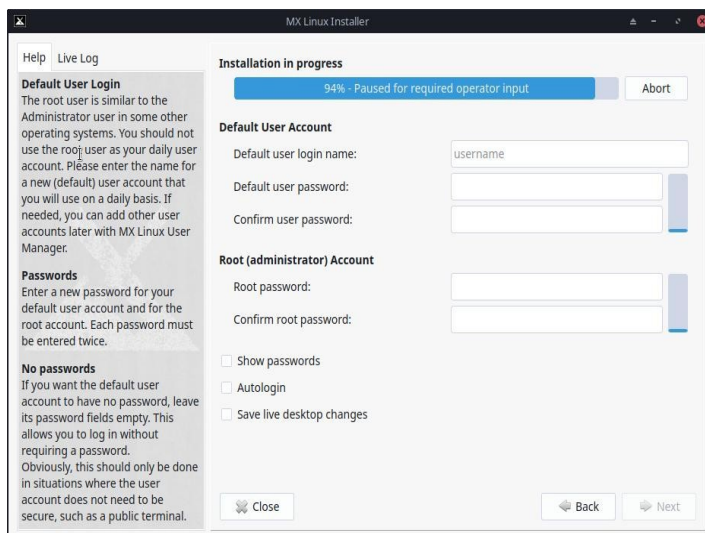 MX Linux Installer
Help
Live Log
Default User Login
The root user is similar to the
Administrator user in some other
operating systems. You should not
use the root user as your daily user
account. Please enter the name for
a new (default) user account that
you will use on a daily basis. If
needed, you can add other user
accounts later with MX Linux User
Manager.
Passwords
Enter a new password for your
default user account and for the
root account. Each password must
be entered twice.
No passwords
If you want the default user
account to have no password, leave
its password fields empty. This
allows you to log in without
requiring a password.
Obviously, this should only be done
in situations where the user
account does not need to be
secure, such as a public terminal.
Installation in progress
94% - Paused for required operator input
Abort
Default User Account
Default user login name:
username
Default user password:
Confirm user password:
Root (administrator) Account
Root password:
Confirm root password:
Show passwords
Autologin
Save live desktop changes
Close
Back
Next